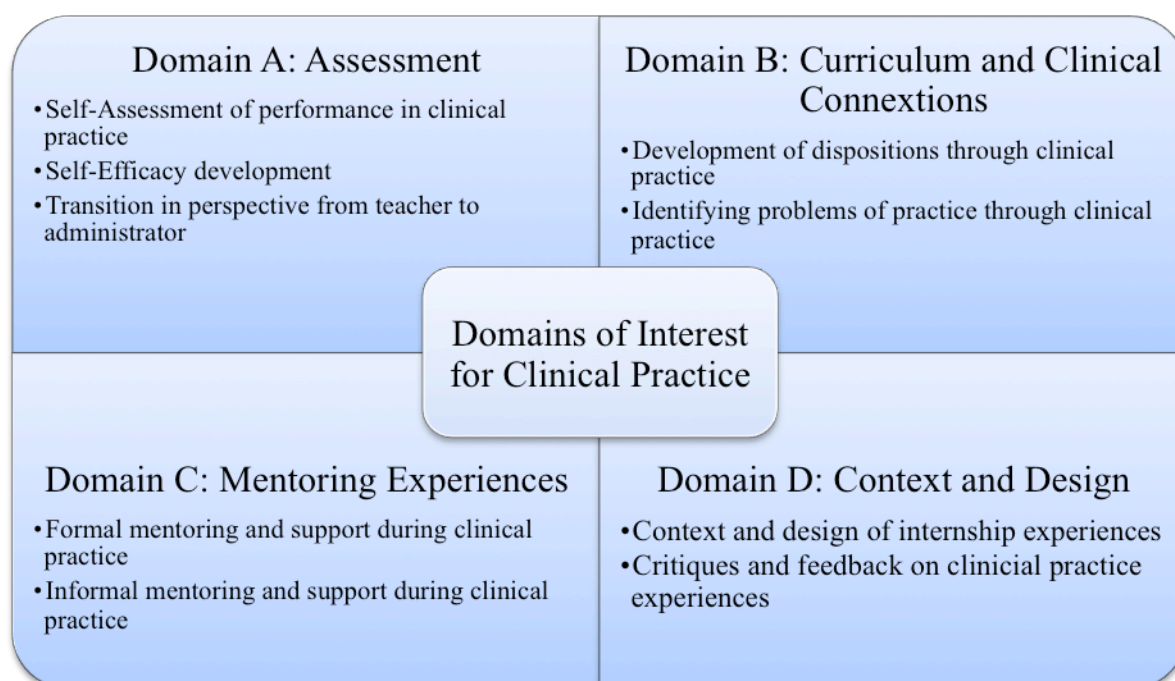 Domain A: Assessment
•Self-Assessment of performance in clinical
practice
•Self-Efficacy development
•Transition in perspective from teacher to
administrator
Domain B: Curriculum and Clinical
Connextions
•Development of dispositions through clinical
practice
•Identifying problems of practice through clinical
practice
Domains of Interest
for Clinical Practice
Domain C: Mentoring Experiences
•Formal mentoring and support during clinical
practice
•Informal mentoring and support during clinical
practice
Domain D: Context and Design
•Context and design of internship experiences
•Critiques and feedback on clinicial practice
experiences